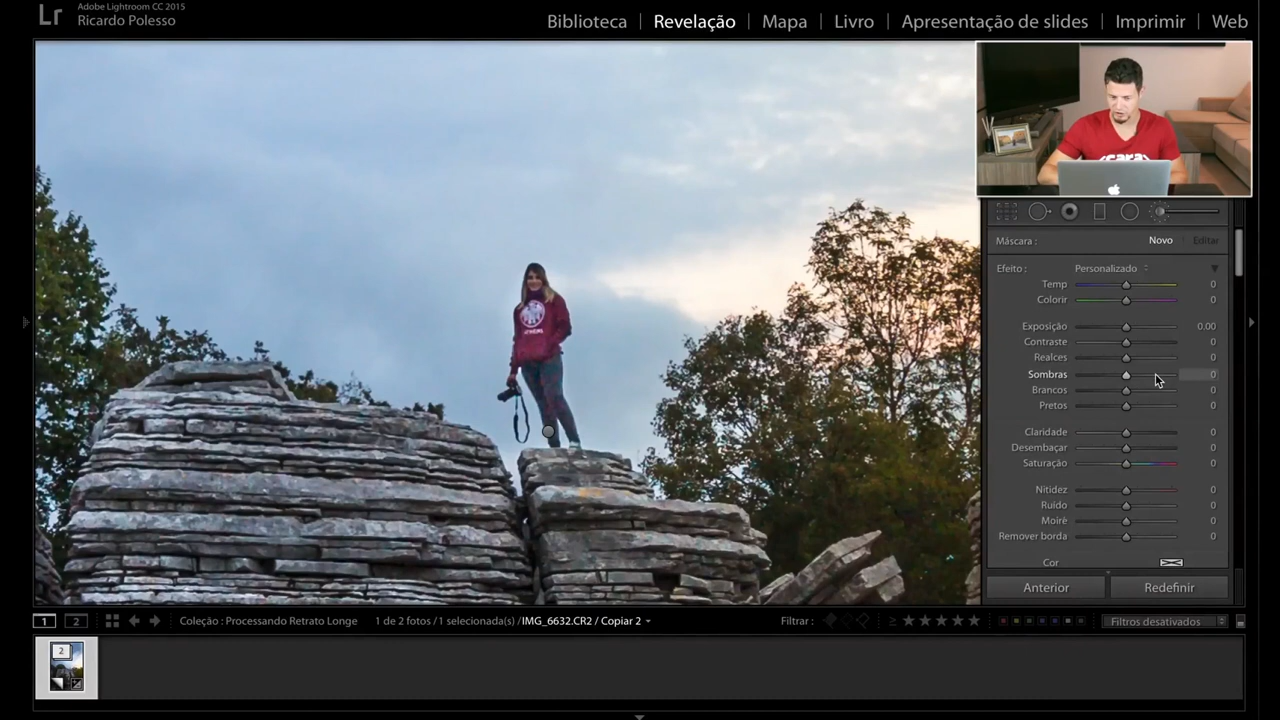 Lr
Adobe Lightroom CC 2015
Ricardo Polesso
Biblioteca | Revelação | Mapa | Livro | Apresentação de slides | Imprimir | Web
Máscara : Novo Editar
Efeito : Personalizado
Temp 0
Colorir 0
Exposição 0.00
Contraste 0
Realces 0
Sombras 0
Brancos 0
Pretos 0
Claridade 0
Desembaçar 0
Saturação 0
Nitidez 0
Ruído 0
Moirè 0
Remover borda 0
Cor
Anterior Redefinir
1 2 Coleção : Processando Retrato Longe 1 de 2 fotos / 1 selecionada(s) / IMG_6632.CR2 / Copiar 2 Filtrar : ≥ ★★★★★ Filtros desativados
2